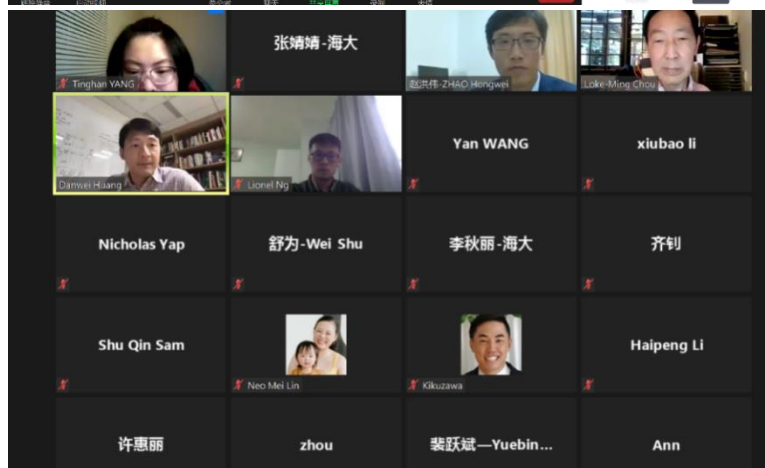 Tinghan YANG
张婧婧-海大
赵洪伟-ZHAO Hongwei
Loke-Ming Chou
Danwei Huang
Lionel Ng
Yan WANG
xiubao li
Nicholas Yap
舒为-Wei Shu
李秋丽-海大
齐钊
Shu Qin Sam
Neo Mei Lin
Kikuzawa
Haipeng Li
许惠丽
zhou
裴跃斌—Yuebin...
Ann